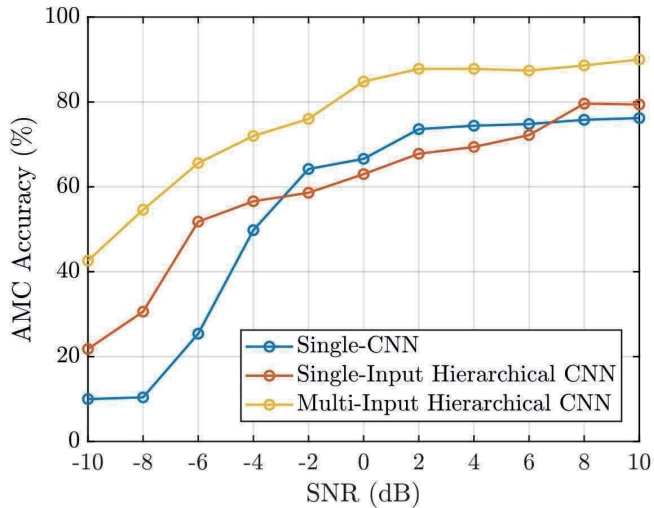 100
80
60
40
20
0
AMC Accuracy (%)
Single-CNN
Single-Input Hierarchical CNN
Multi-Input Hierarchical CNN
-10 -8 -6 -4 -2 0 2 4 6 8 10
SNR (dB)